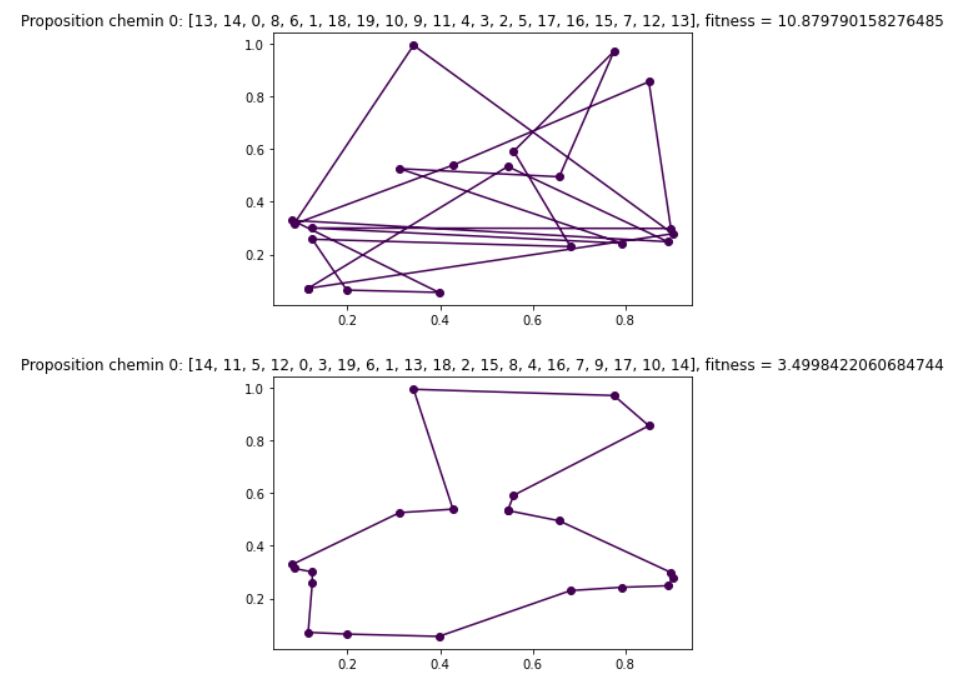 Proposition chemin 0: [13, 14, 0, 8, 6, 1, 18, 19, 10, 9, 11, 4, 3, 2, 5, 17, 16, 15, 7, 12, 13], fitness = 10.879790158276485
1.0
0.8
0.6
0.4
0.2
0.2 0.4 0.6 0.8
Proposition chemin 0: [14, 11, 5, 12, 0, 3, 19, 6, 1, 13, 18, 2, 15, 8, 4, 16, 7, 9, 17, 10, 14], fitness = 3.4998422060684744
1.0
0.8
0.6
0.4
0.2
0.2 0.4 0.6 0.8